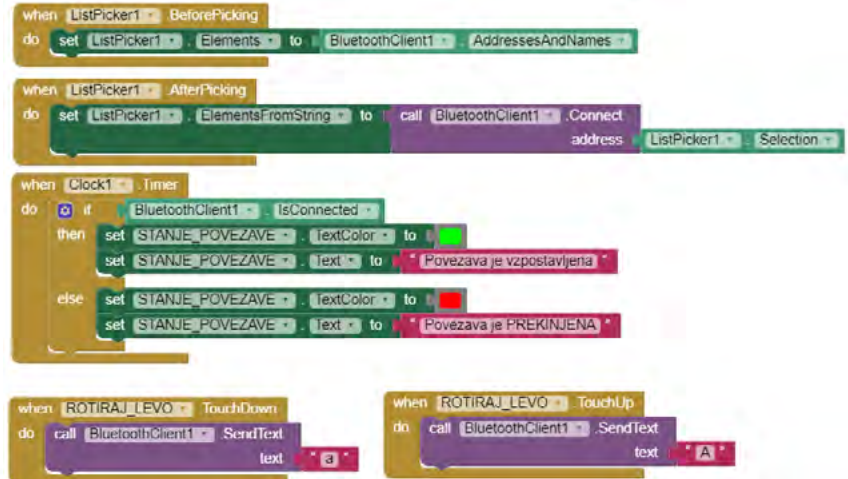 when ListPicker1 .BeforePicking
do set ListPicker1 . Elements to BluetoothClient1 . AddressesAndNames
when ListPicker1 .AfterPicking
do set ListPicker1 . ElementsFromString to call BluetoothClient1 .Connect
address ListPicker1 . Selection
when Clock1 .Timer
do if BluetoothClient1 . IsConnected
then set STANJE_POVEZAVE . TextColor to
set STANJE_POVEZAVE . Text to " Povezava je vzpostavljena "
else set STANJE_POVEZAVE . TextColor to
set STANJE_POVEZAVE . Text to " Povezava je PREKINJENA "
when ROTIRAJ_LEVO .TouchDown
do call BluetoothClient1 .SendText
text " a "
when ROTIRAJ_LEVO .TouchUp
do call BluetoothClient1 .SendText
text " A "